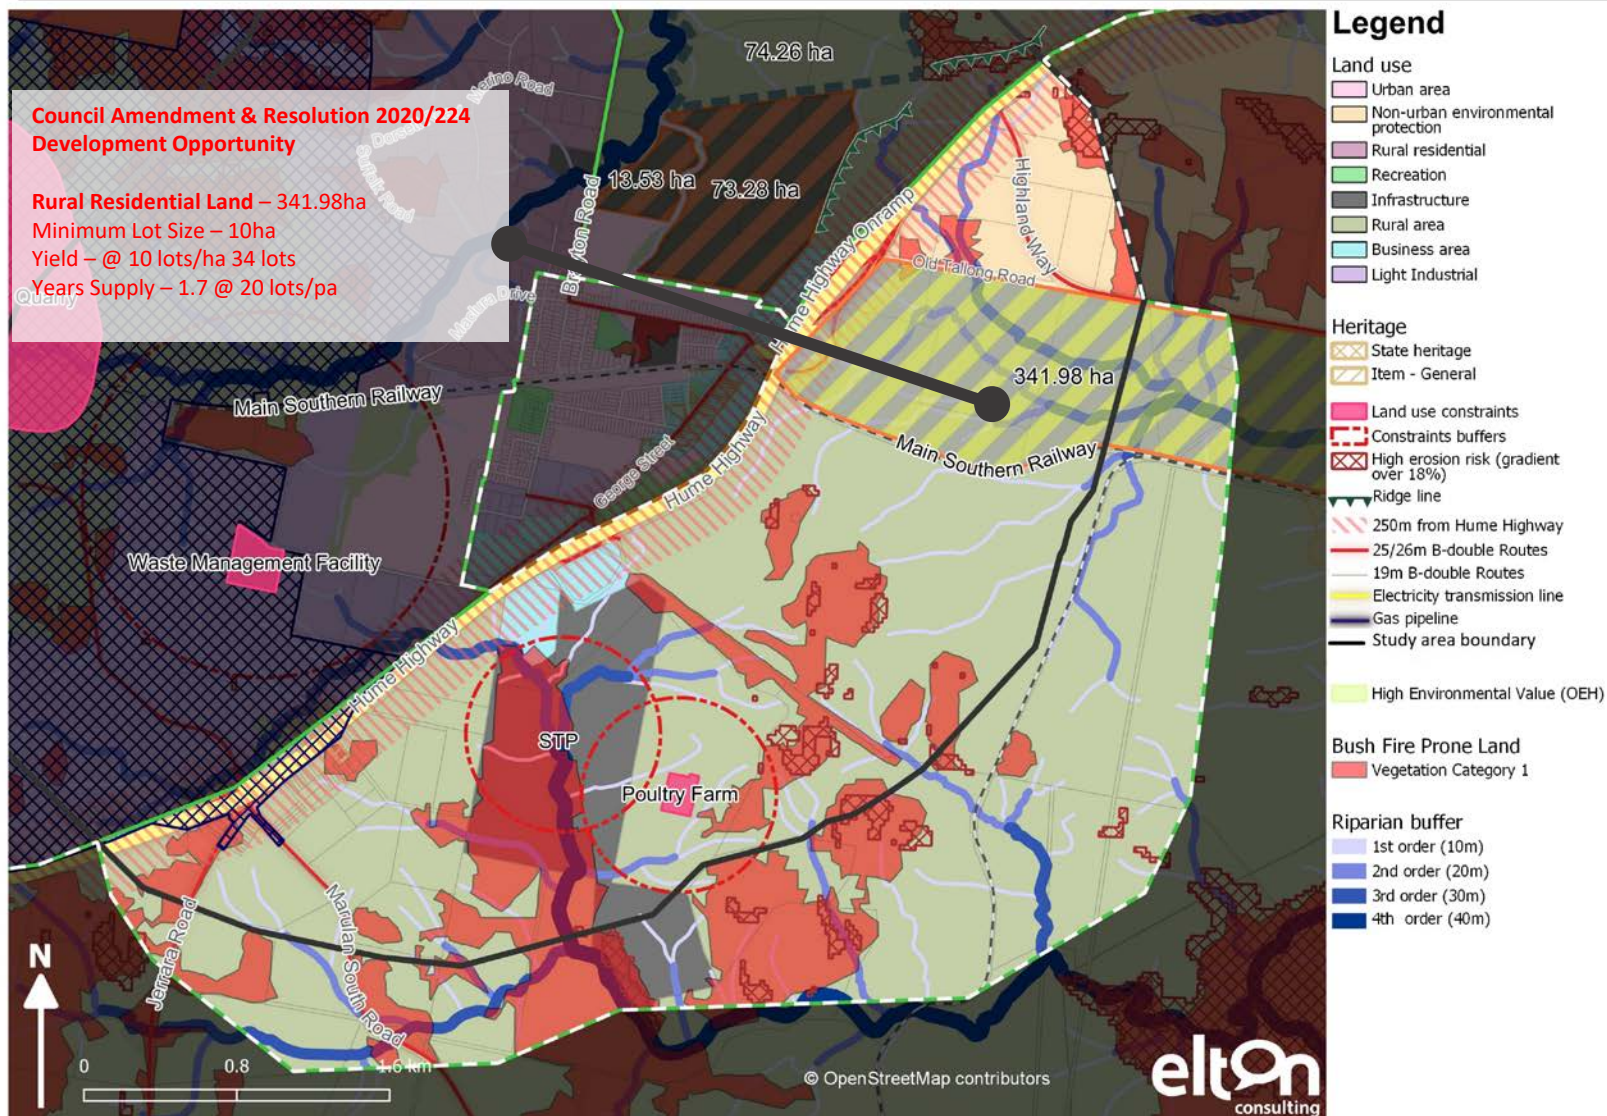 Council Amendment & Resolution 2020/224
Development Opportunity
Rural Residential Land – 341.98ha
Minimum Lot Size – 10ha
Yield – @ 10 lots/ha 34 lots
Years Supply – 1.7 @ 20 lots/pa
Merino Road
Suffolk Road
Quarry
Madura Drive
74.26 ha
13.53 ha
73.28 ha
Hume Highway Onramp
Highland Way
Old Tallong Road
341.98 ha
Main Southern Railway
Main Southern Railway
George Street
Hume Highway
Waste Management Facility
Hume Highway
STP
Poultry Farm
Jerrara Road
Marulan South Road
N
0 0.8 1.6 km
© OpenStreetMap contributors
elton
consulting
Legend
Land use
Urban area
Non-urban environmental
protection
Rural residential
Recreation
Infrastructure
Rural area
Business area
Light Industrial
Heritage
State heritage
Item - General
Land use constraints
Constraints buffers
High erosion risk (gradient
over 18%)
Ridge line
250m from Hume Highway
25/26m B-double Routes
19m B-double Routes
Electricity transmission line
Gas pipeline
Study area boundary
High Environmental Value (OEH)
Bush Fire Prone Land
Vegetation Category 1
Riparian buffer
1st order (10m)
2nd order (20m)
3rd order (30m)
4th order (40m)